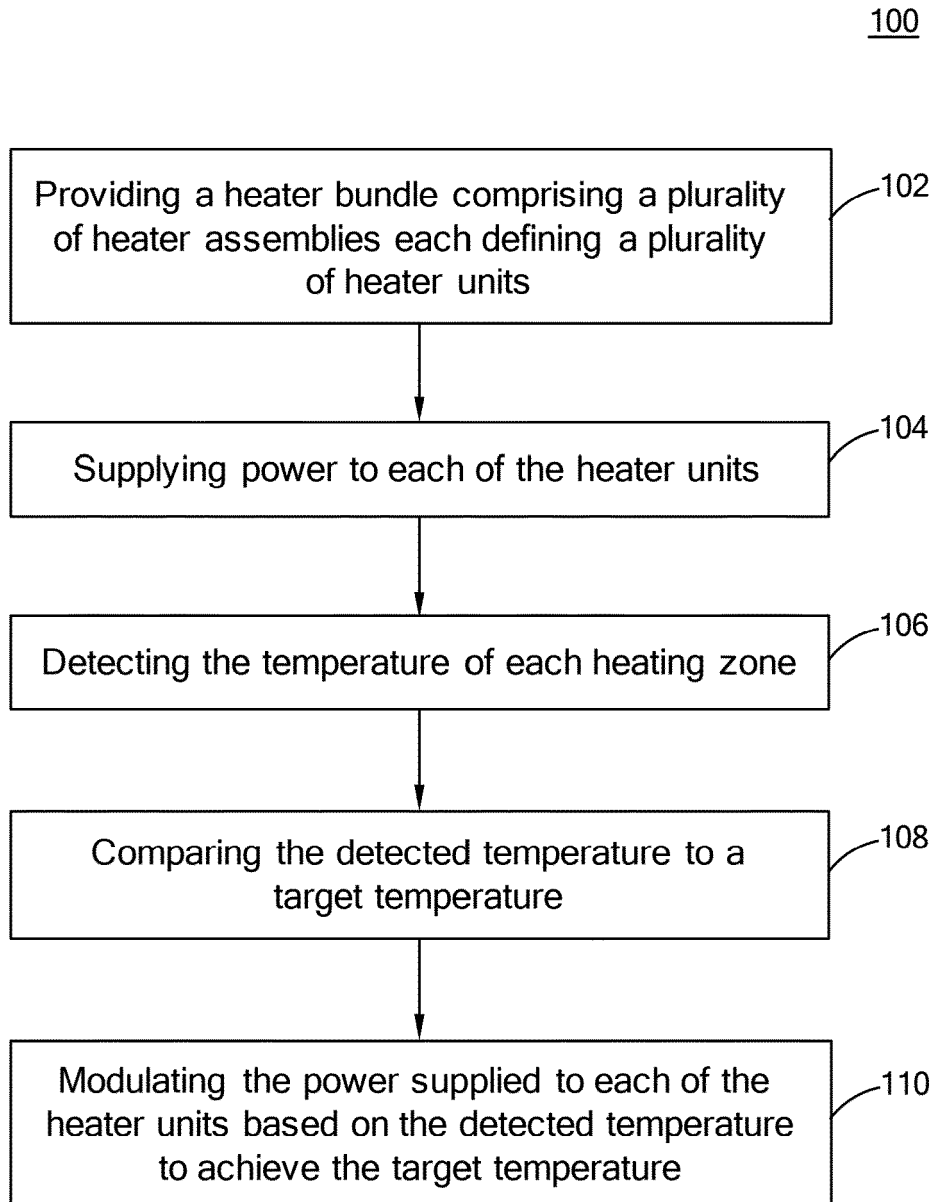 100
Providing a heater bundle comprising a plurality
of heater assemblies each defining a plurality
of heater units
102
Supplying power to each of the heater units
104
Detecting the temperature of each heating zone
106
Comparing the detected temperature to a
target temperature
108
Modulating the power supplied to each of the
heater units based on the detected temperature
to achieve the target temperature
110